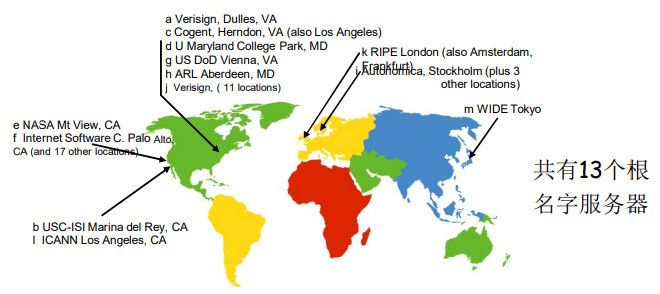 a Verisign, Dulles, VA
c Cogent, Herndon, VA (also Los Angeles)
d U Maryland College Park, MD
g US DoD Vienna, VA
h ARL Aberdeen, MD
j Verisign, ( 11 locations)
k RIPE London (also Amsterdam,
Frankfurt)
i Autonomica, Stockholm (plus 3
other locations)
m WIDE Tokyo
e NASA Mt View, CA
f Internet Software C. Palo Alto,
CA (and 17 other locations)
b USC-ISI Marina del Rey, CA
l ICANN Los Angeles, CA
共有13个根
名字服务器